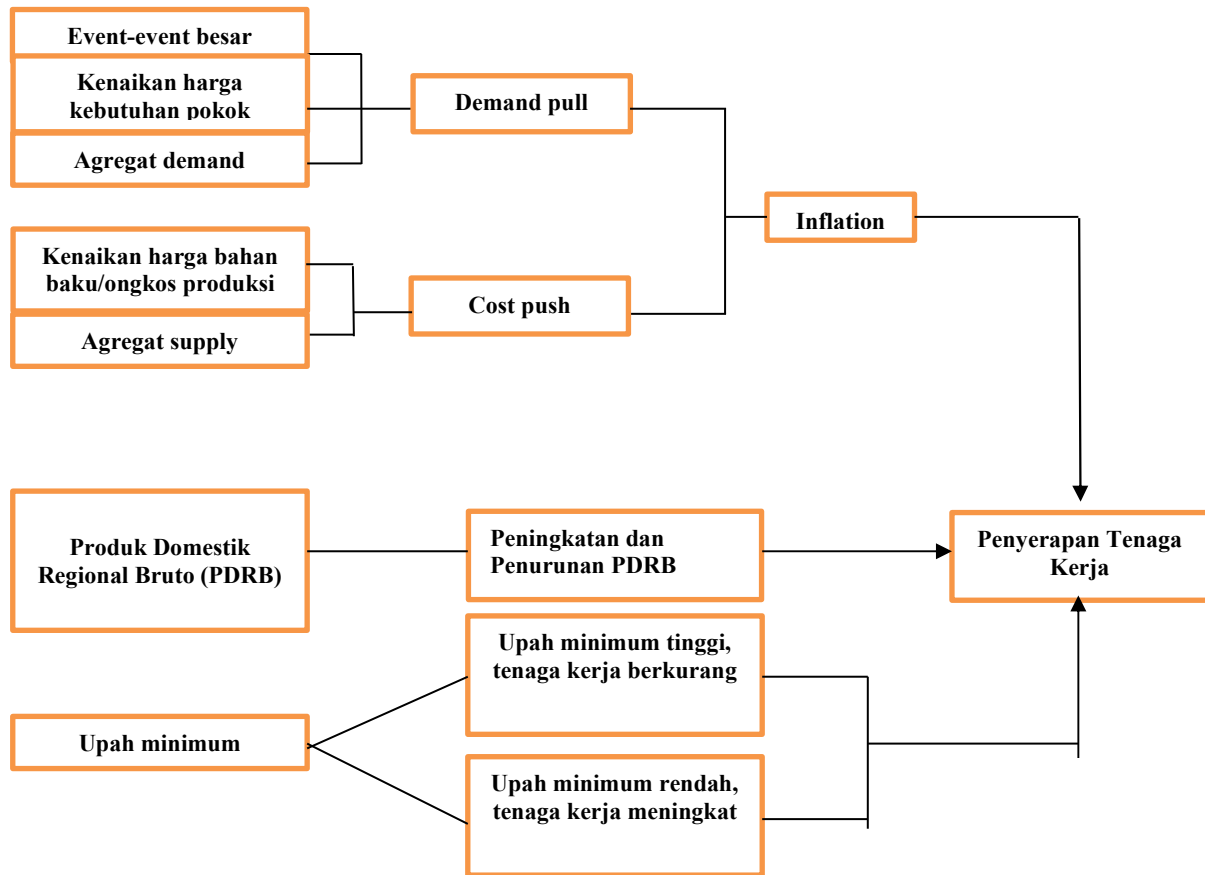 Event-event besar
Kenaikan harga
kebutuhan pokok
Agregat demand
Demand pull
Inflation
Kenaikan harga bahan
baku/ongkos produksi
Agregat supply
Cost push
Produk Domestik
Regional Bruto (PDRB)
Peningkatan dan
Penurunan PDRB
Penyerapan Tenaga
Kerja
Upah minimum
Upah minimum tinggi,
tenaga kerja berkurang
Upah minimum rendah,
tenaga kerja meningkat